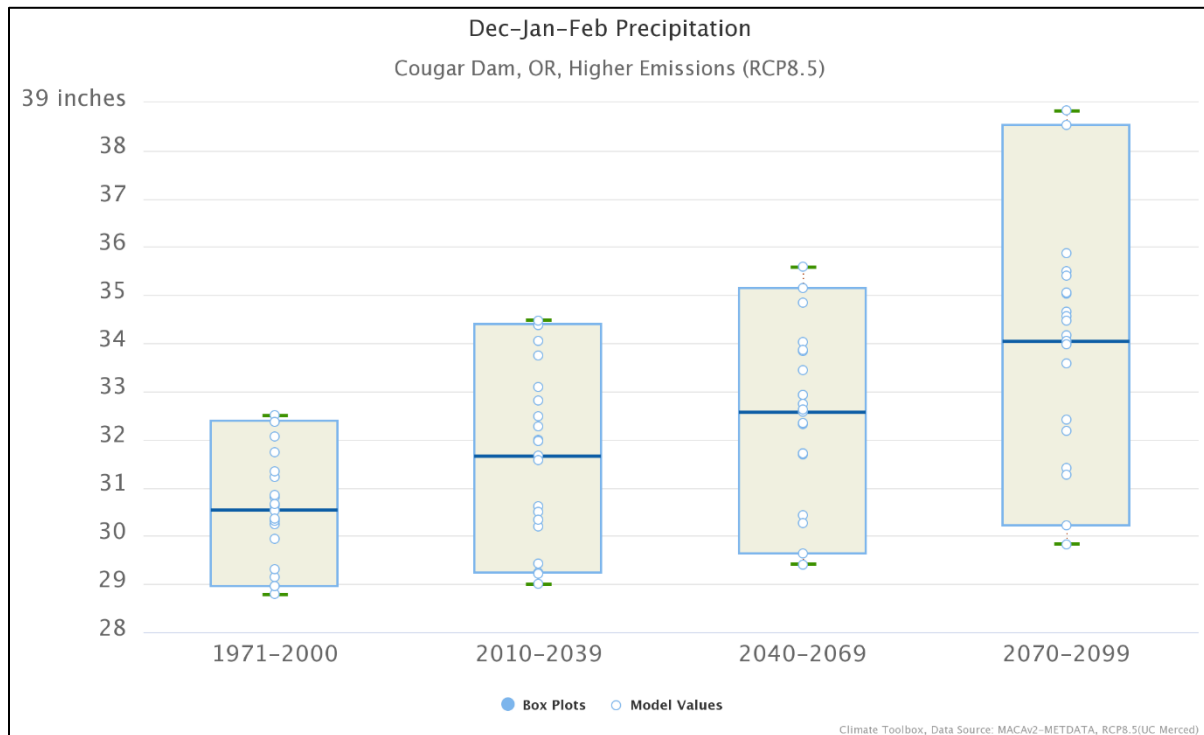 Dec-Jan-Feb Precipitation
Cougar Dam, OR, Higher Emissions (RCP8.5)
39 inches
38
37
36
35
34
33
32
31
30
29
28
1971-2000
2010-2039
2040-2069
2070-2099
Box Plots
Model Values
Climate Toolbox, Data Source: MACAv2-METDATA, RCP8.5(UC Merced)